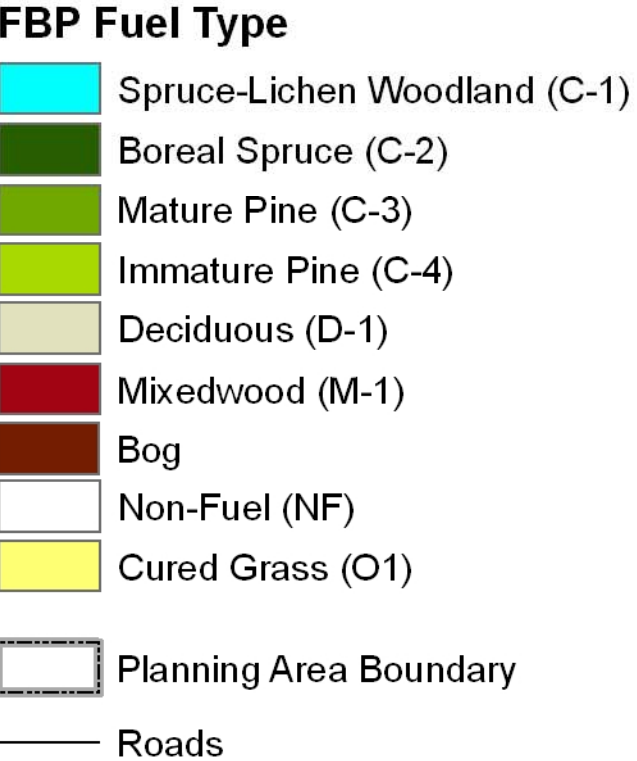 FBP Fuel Type
Spruce-Lichen Woodland (C-1)
Boreal Spruce (C-2)
Mature Pine (C-3)
Immature Pine (C-4)
Deciduous (D-1)
Mixedwood (M-1)
Bog
Non-Fuel (NF)
Cured Grass (O1)
Planning Area Boundary
Roads